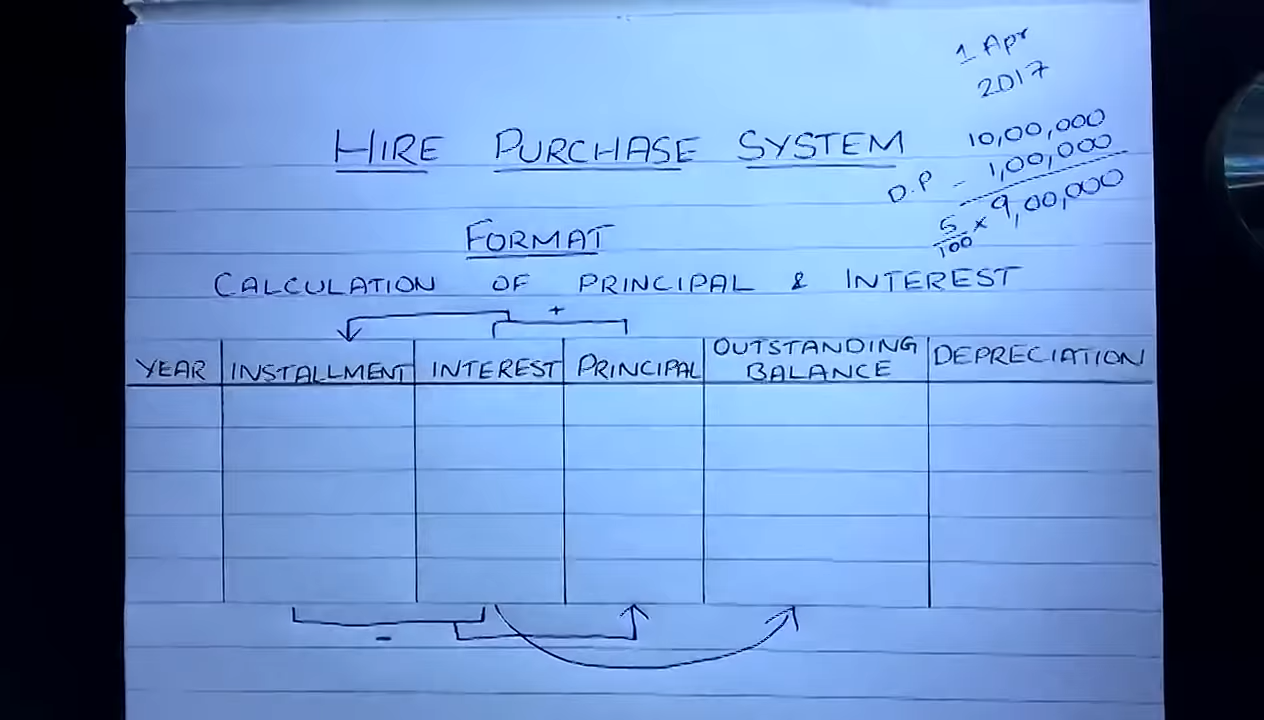 1 Apr
2017
HIRE PURCHASE SYSTEM
10,00,000
D.P - 1,00,000
5/100 × 9,00,000
FORMAT
CALCULATION OF PRINCIPAL & INTEREST
+
YEAR INSTALLMENT INTEREST PRINCIPAL OUTSTANDING BALANCE DEPRECIATION
-